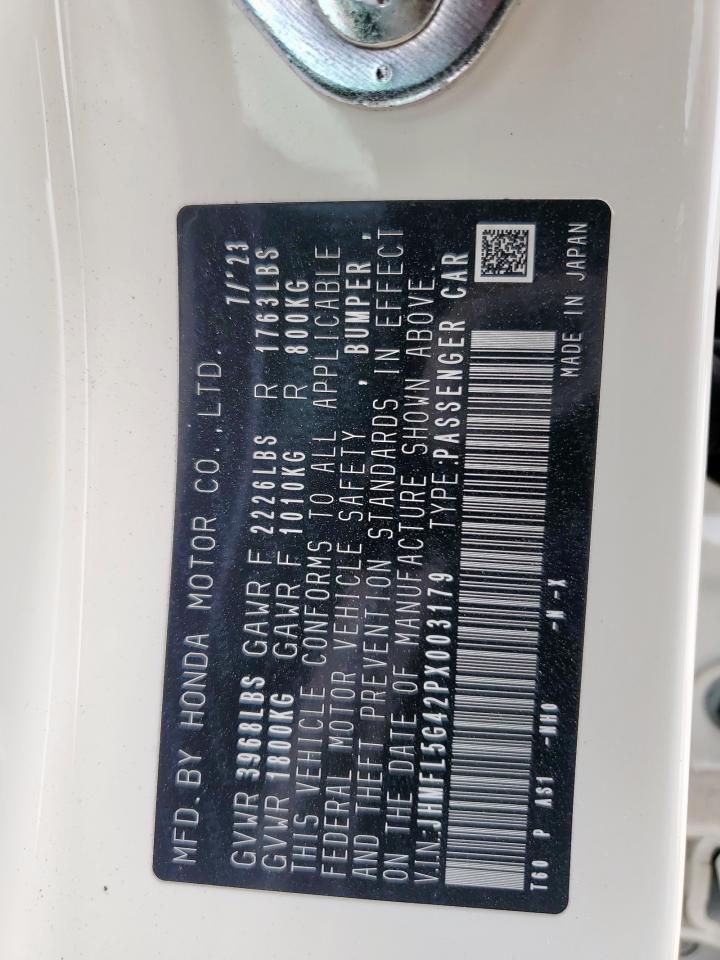 MFD. BY HONDA MOTOR CO., LTD. 7/'23
GVWR 3968LBS GAWR F 2226LBS R 1763LBS
GVWR 1800KG GAWR F 1010KG R 800KG
THIS VEHICLE CONFORMS TO ALL APPLICABLE
FEDERAL MOTOR VEHICLE SAFETY, BUMPER,
AND THEFT PREVENTION STANDARDS IN EFFECT
ON THE DATE OF MANUFACTURE SHOWN ABOVE.
V.IN:JHMFL5G42PX003179 TYPE:PASSENGER CAR
T60 P AS1 -NH0 -N -X MADE IN JAPAN